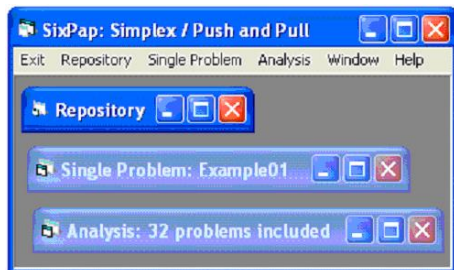 SixPap: Simplex / Push and Pull
Exit Repository Single Problem Analysis Window Help
Repository
Single Problem: Example01
Analysis: 32 problems included